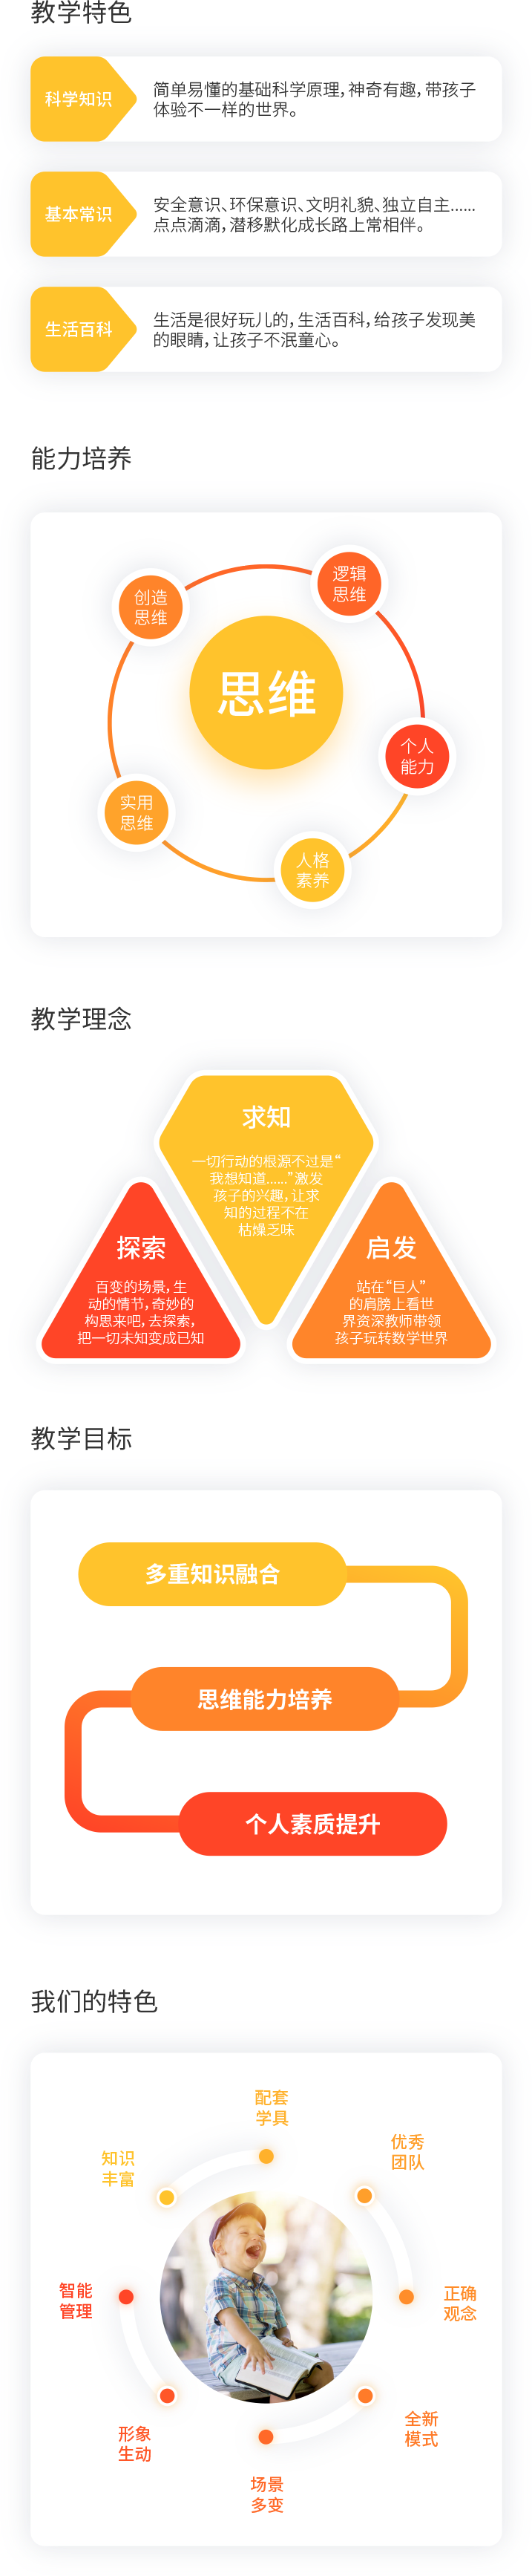 教学特色
科学知识
简单易懂的基础科学原理，神奇有趣，带孩子
体验不一样的世界。
基本常识
安全意识、环保意识、文明礼貌、独立自主......
点点滴滴，潜移默化成长路上常相伴。
生活百科
生活是很好玩儿的，生活百科，给孩子发现美
的眼睛，让孩子不泯童心。
能力培养
创造
思维
逻辑
思维
思维
个人
能力
实用
思维
人格
素养
教学理念
求知
一切行动的根源不过是“
我想知道......”激发
孩子的兴趣，让求
知的过程不在
枯燥乏味
探索
百变的场景，生
动的情节，奇妙的
构思来吧，去探索，
把一切未知变成已知
启发
站在“巨人”
的肩膀上看世
界资深教师带领
孩子玩转数学世界
教学目标
多重知识融合
思维能力培养
个人素质提升
我们的特色
配套
学具
优秀
团队
知识
丰富
智能
管理
正确
观念
形象
生动
全新
模式
场景
多变